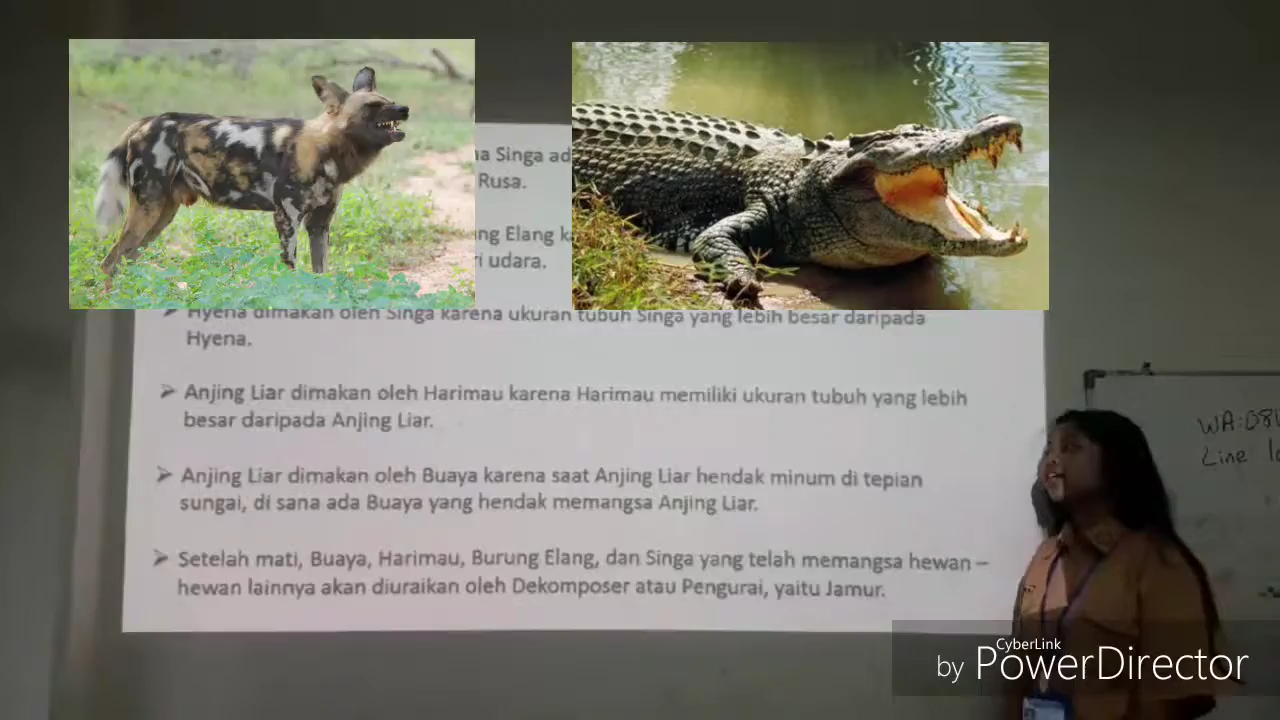 na Singa ad
Rusa.
ng Elang k
i udara.
Hyena dimakan oleh Singa karena ukuran tubuh Singa yang lebih besar daripada
Hyena.
Anjing Liar dimakan oleh Harimau karena Harimau memiliki ukuran tubuh yang lebih
besar daripada Anjing Liar.
Anjing Liar dimakan oleh Buaya karena saat Anjing Liar hendak minum di tepian
sungai, di sana ada Buaya yang hendak memangsa Anjing Liar.
Setelah mati, Buaya, Harimau, Burung Elang, dan Singa yang telah memangsa hewan –
hewan lainnya akan diuraikan oleh Dekomposer atau Pengurai, yaitu Jamur.
WA:08
Line
CyberLink
by PowerDirector